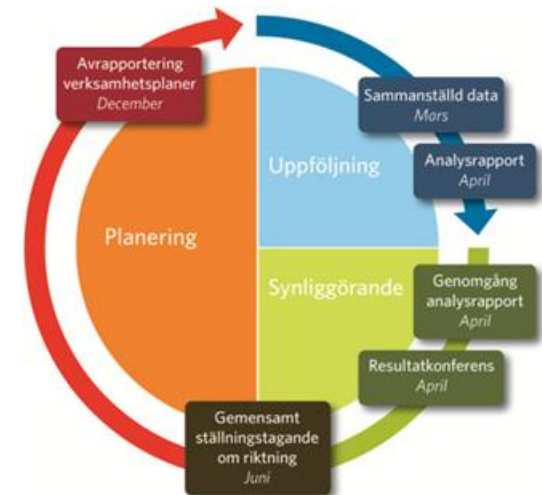 Avrapportering
verksamhetsplaner
December
Sammanställd data
Mars
Uppföljning
Analysrapport
April
Planering
Synliggörande
Genomgång
analysrapport
April
Resultatkonferens
April
Gemensamt
ställningstagande
om riktning
Juni